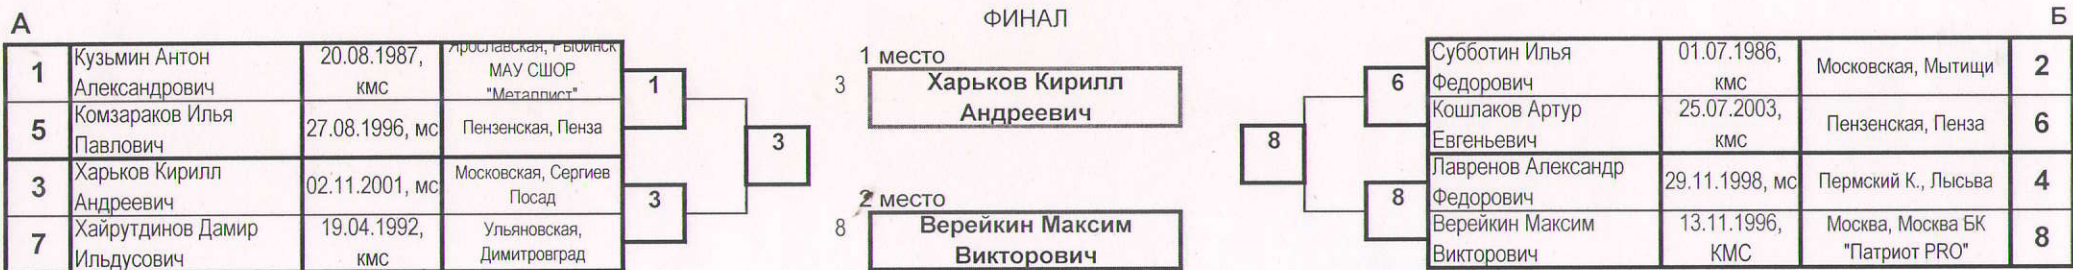 А
ФИНАЛ
Б
1
Кузьмин Антон
Александрович
20.08.1987,
кмс
Ярославская, Рыбинск
МАУ СШОР
"Металлист"
5
Комзараков Илья
Павлович
27.08.1996, мс
Пензенская, Пенза
3
Харьков Кирилл
Андреевич
02.11.2001, мс
Московская, Сергиев
Посад
7
Хайрутдинов Дамир
Ильдусович
19.04.1992,
кмс
Ульяновская,
Димитровград
1
3
3
1 место
3
Харьков Кирилл
Андреевич
2 место
8
Верейкин Максим
Викторович
8
6
8
Субботин Илья
Федорович
01.07.1986,
кмс
Московская, Мытищи
2
Кошлаков Артур
Евгеньевич
25.07.2003,
кмс
Пензенская, Пенза
6
Лавренов Александр
Федорович
29.11.1998, мс
Пермский К., Лысьва
4
Верейкин Максим
Викторович
13.11.1996,
КМС
Москва, Москва БК
"Патриот PRO"
8